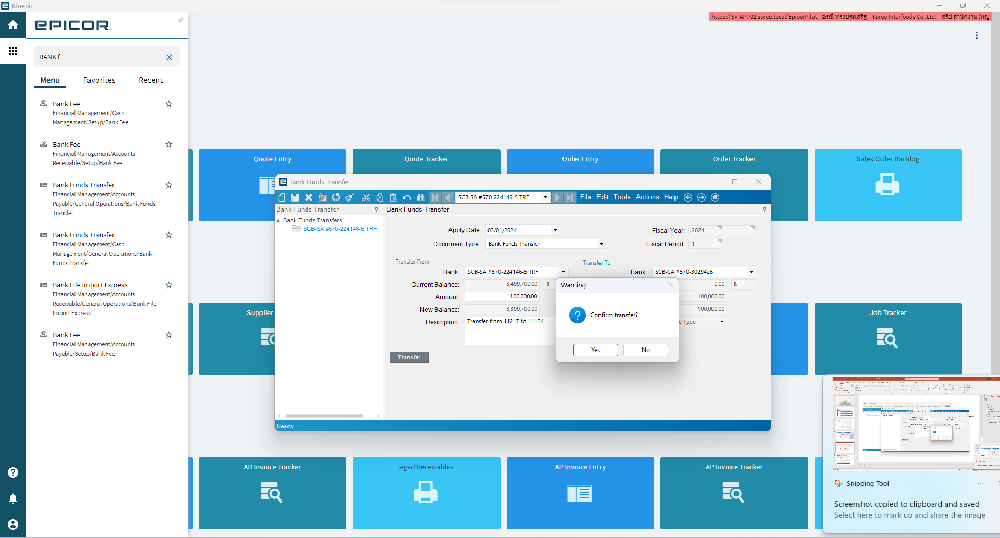 Kinetic
https://SV-APP02.suree.local/EpicorPilot อรุณี ทรงประเสริฐ Suree Interfoods Co.,Ltd. สุรีย์ สำนักงานใหญ่
EPICOR
BANK f
Menu Favorites Recent
Bank Fee
Financial Management/Cash
Management/Setup/Bank Fee
Bank Fee
Financial Management/Accounts
Receivable/Setup/Bank Fee
Bank Funds Transfer
Financial Management/Accounts
Payable/General Operations/Bank Funds
Transfer
Bank Funds Transfer
Financial Management/Cash
Management/General Operations/Bank
Funds Transfer
Bank File Import Express
Financial Management/Accounts
Receivable/General Operations/Bank File
Import Express
Bank Fee
Financial Management/Accounts
Payable/Setup/Bank Fee
Quote Entry
Quote Tracker
Order Entry
Order Tracker
Sales Order Backlog
Bank Funds Transfer
SCB-SA #570-224146-5 TRF File Edit Tools Actions Help
Bank Funds Transfer
Bank Funds Transfers
SCB-SA #570-224146-5 TRF
Bank Funds Transfer
Apply Date: 03/01/2024 Fiscal Year: 2024
Document Type: Bank Funds Transfer Fiscal Period: 1
Transfer From Transfer To
Bank: SCB-SA #570-224146-5 TRF Bank: SCB-CA #570-3029426
Current Balance: 3,499,700.00 ฿ 0.00 ฿
Amount: 100,000.00 100,000.00
New Balance: 3,399,700.00 100,000.00
Description: Transfer from 1121T to 11134 e Type
Transfer
Warning
Confirm transfer?
Yes No
Ready
Supplier
Job Tracker
AR Invoice Tracker
Aged Receivables
AP Invoice Entry
AP Invoice Tracker
Snipping Tool
Screenshot copied to clipboard and saved
Select here to mark up and share the image